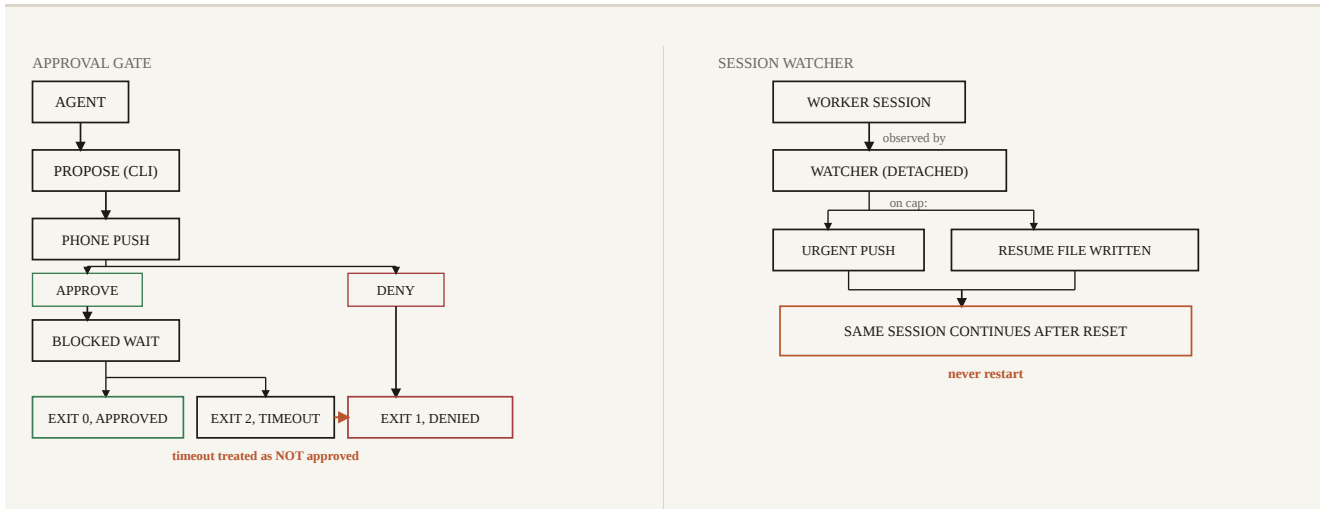 APPROVAL GATE
AGENT
PROPOSE (CLI)
PHONE PUSH
APPROVE
DENY
BLOCKED WAIT
EXIT 0, APPROVED
EXIT 2, TIMEOUT
EXIT 1, DENIED
timeout treated as NOT approved
SESSION WATCHER
WORKER SESSION
observed by
WATCHER (DETACHED)
on cap:
URGENT PUSH
RESUME FILE WRITTEN
SAME SESSION CONTINUES AFTER RESET
never restart